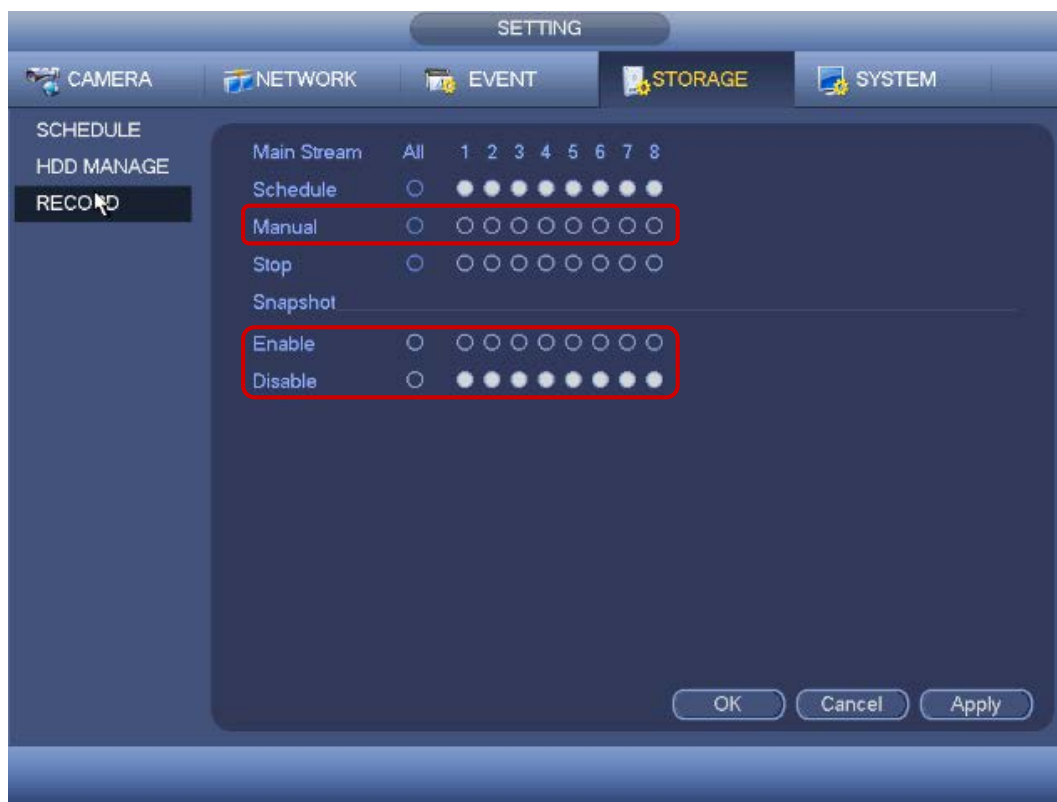 SETTING
CAMERA NETWORK EVENT STORAGE SYSTEM
SCHEDULE
HDD MANAGE
RECORD
Main Stream All 1 2 3 4 5 6 7 8
Schedule
Manual
Stop
Snapshot
Enable
Disable
OK Cancel Apply